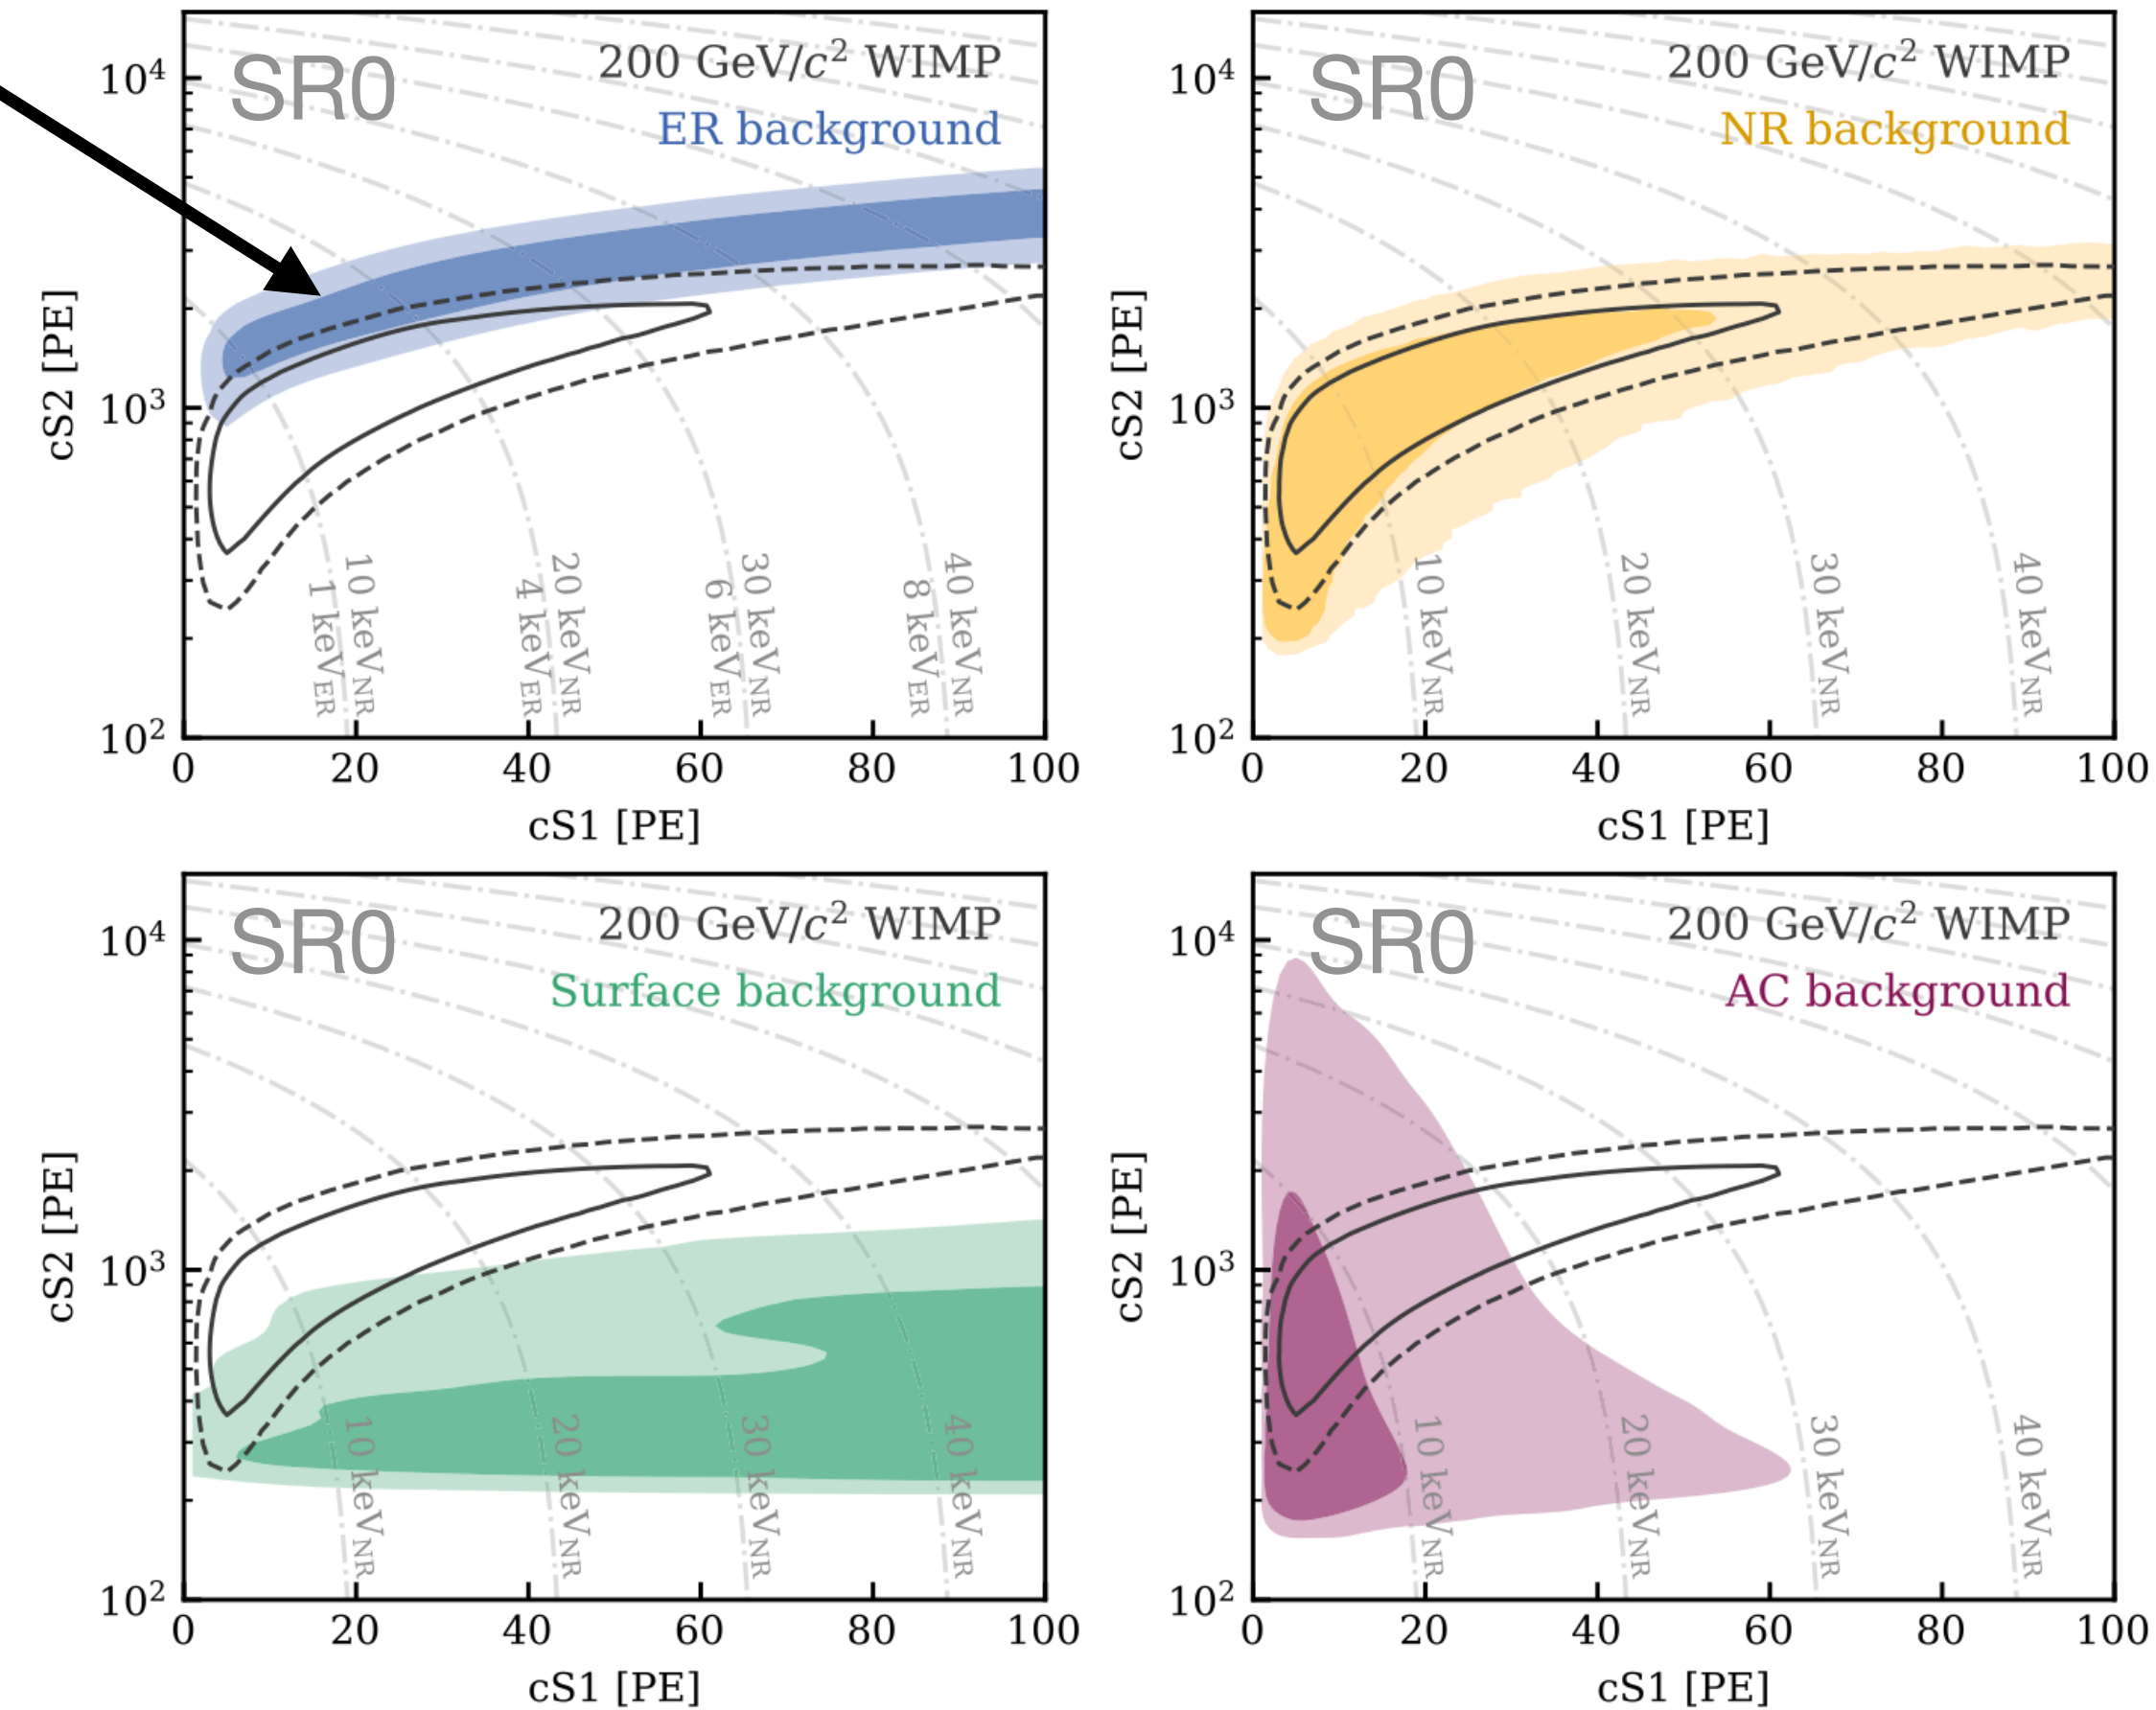 SR0
200 GeV/c² WIMP
ER background
10⁴
10³
10²
cS2 [PE]
1 keV_ER
10 keV_NR
4 keV_ER
20 keV_NR
6 keV_ER
30 keV_NR
8 keV_ER
40 keV_NR
0 20 40 60 80 100
cS1 [PE]
SR0
200 GeV/c² WIMP
NR background
10⁴
10³
10²
cS2 [PE]
10 keV_NR
20 keV_NR
30 keV_NR
40 keV_NR
0 20 40 60 80 100
cS1 [PE]
SR0
200 GeV/c² WIMP
Surface background
10⁴
10³
10²
cS2 [PE]
10 keV_NR
20 keV_NR
30 keV_NR
40 keV_NR
0 20 40 60 80 100
cS1 [PE]
SR0
200 GeV/c² WIMP
AC background
10⁴
10³
10²
cS2 [PE]
10 keV_NR
20 keV_NR
30 keV_NR
40 keV_NR
0 20 40 60 80 100
cS1 [PE]